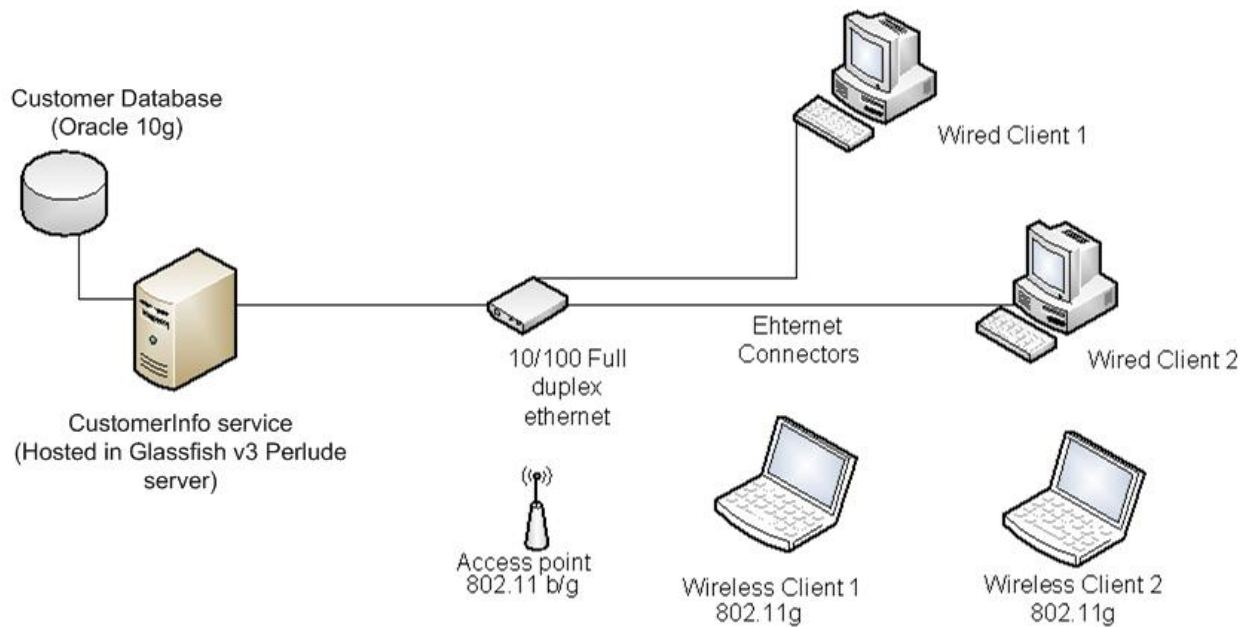 Customer Database
(Oracle 10g)
Wired Client 1
Ehternet
Connectors
Wired Client 2
10/100 Full
duplex
ethernet
CustomerInfo service
(Hosted in Glassfish v3 Perlude
server)
Access point
802.11 b/g
Wireless Client 1
802.11g
Wireless Client 2
802.11g